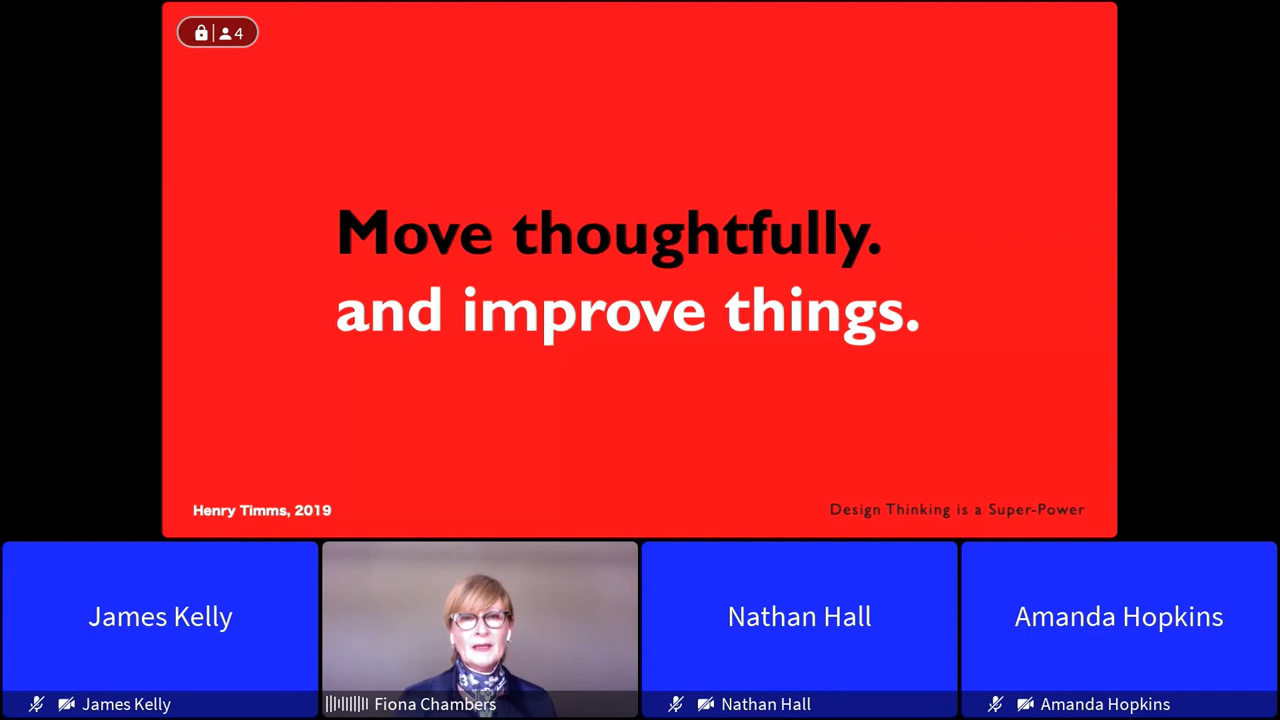 4
Move thoughtfully.
and improve things.
Henry Timms, 2019
Design Thinking is a Super-Power
James Kelly
Nathan Hall
Amanda Hopkins
James Kelly
Fiona Chambers
Nathan Hall
Amanda Hopkins